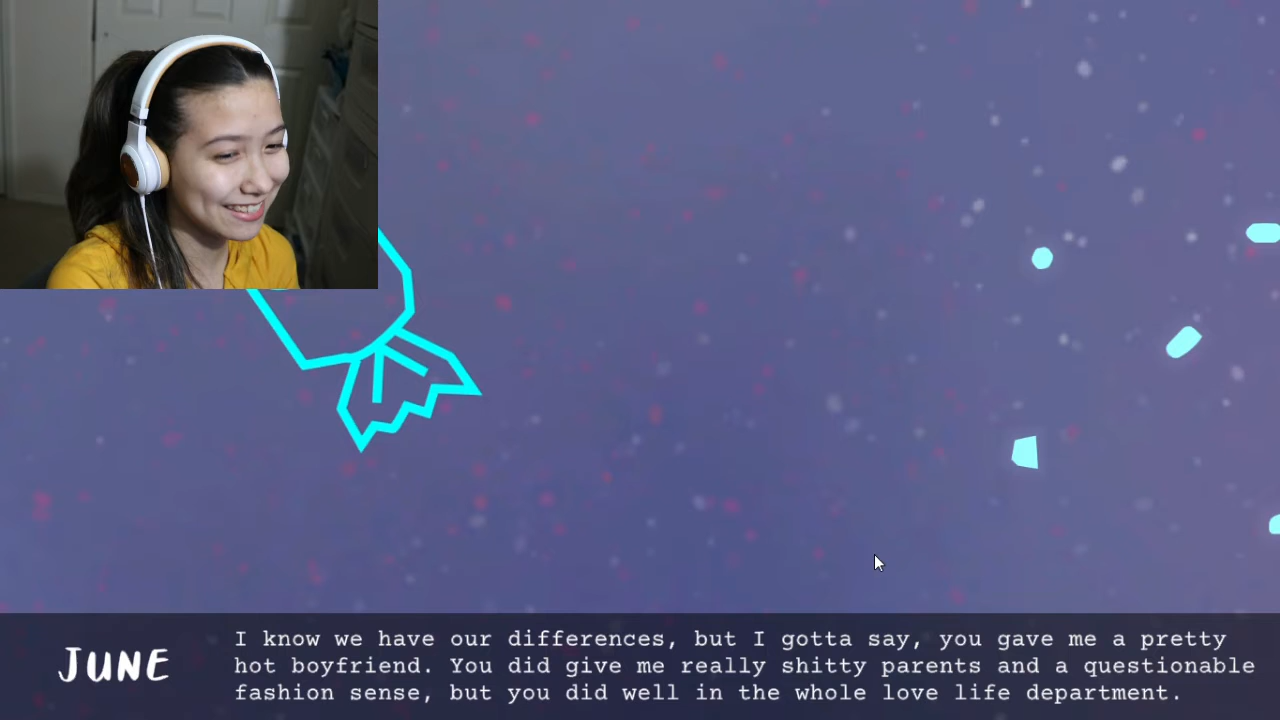 JUNE
I know we have our differences, but I gotta say, you gave me a pretty
hot boyfriend. You did give me really shitty parents and a questionable
fashion sense, but you did well in the whole love life department.